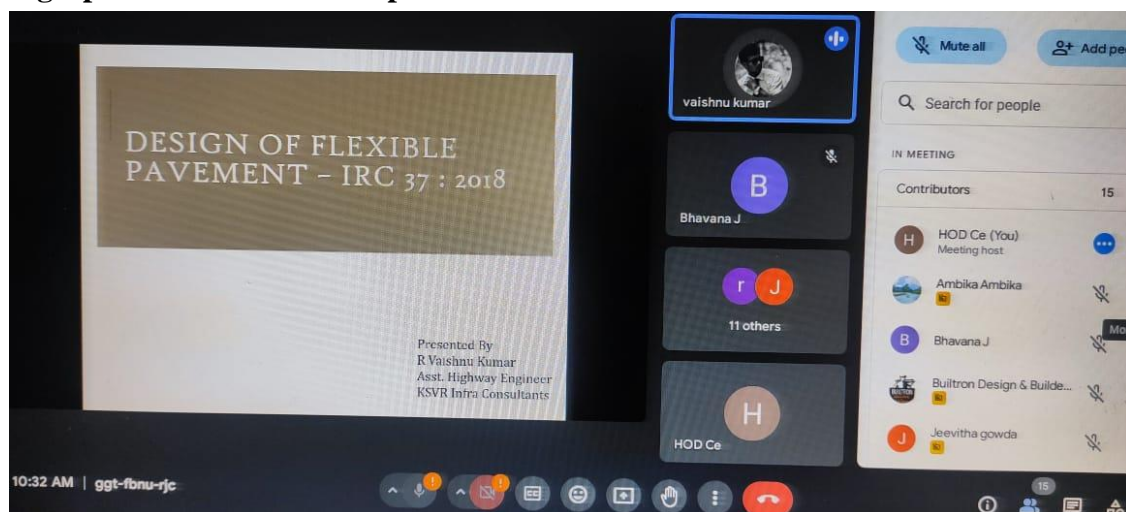 DESIGN OF FLEXIBLE
PAVEMENT – IRC 37 : 2018
Presented By
R Vaishnu Kumar
Asst. Highway Engineer
KSVR Infra Consultants
vaishnu kumar
B
Bhavana J
r J
11 others
H
HOD Ce
Mute all
Add pe
Search for people
IN MEETING
Contributors 15
H
HOD Ce (You)
Meeting host
Ambika Ambika
B
Bhavana J
Mo
Builtron Design & Builde...
J
Jeevitha gowda
10:32 AM | ggt-fbnu-rjc
CC
15